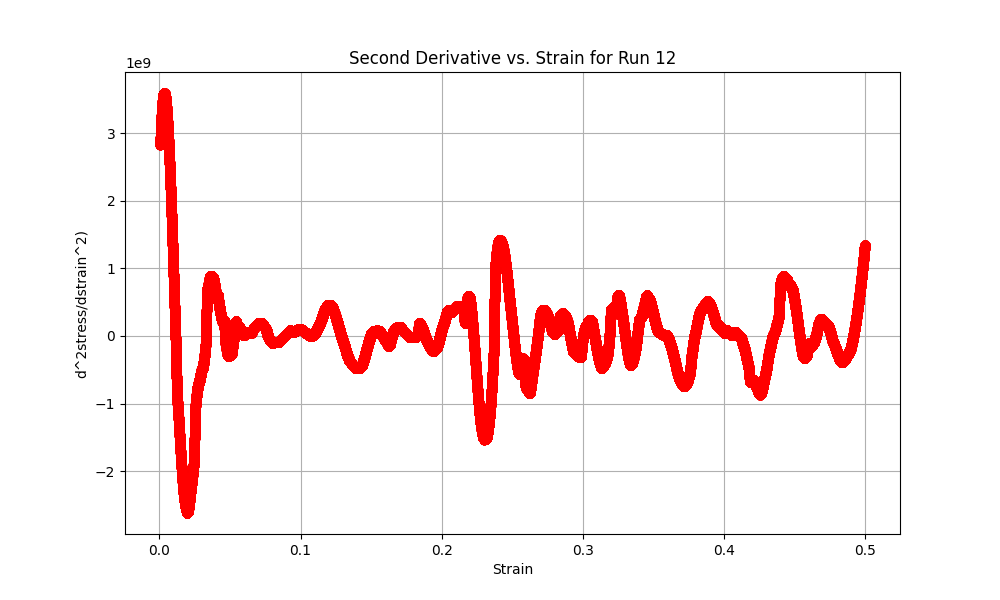 Second Derivative vs. Strain for Run 12
1e9
3
2
1
0
−1
−2
d^2stress/dstrain^2)
0.0 0.1 0.2 0.3 0.4 0.5
Strain